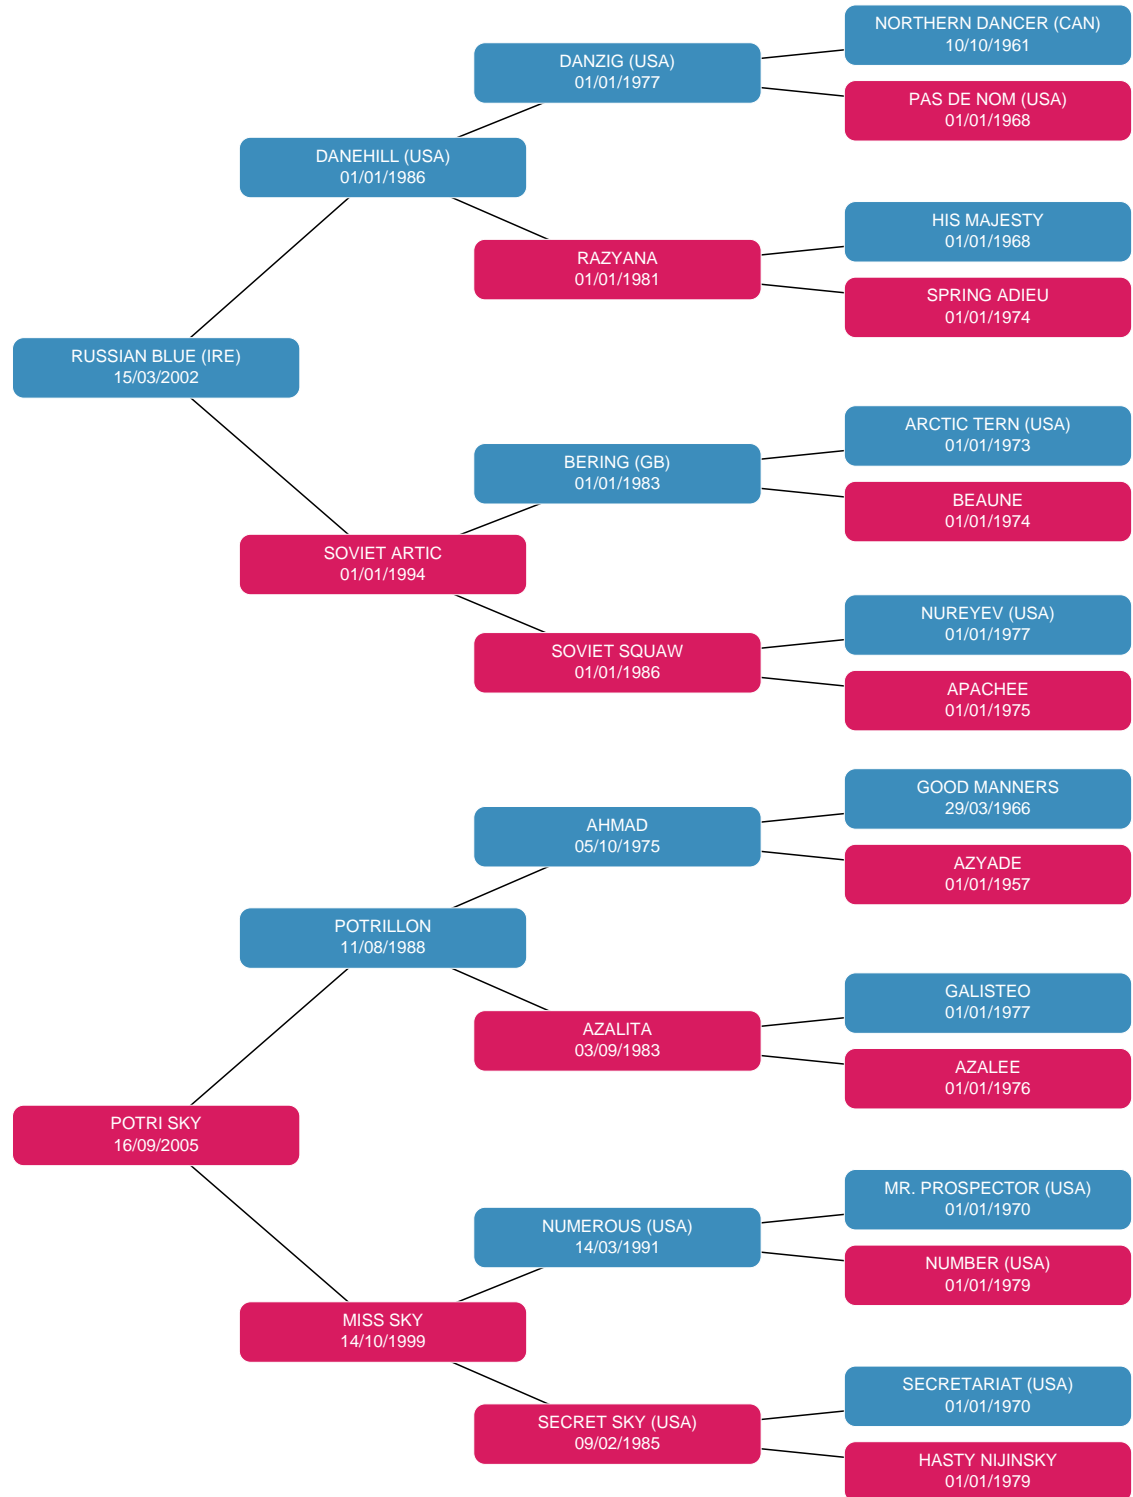 NORTHERN DANCER (CAN)
10/10/1961
DANZIG (USA)
01/01/1977
PAS DE NOM (USA)
01/01/1968
DANEHILL (USA)
01/01/1986
HIS MAJESTY
01/01/1968
RAZYANA
01/01/1981
SPRING ADIEU
01/01/1974
RUSSIAN BLUE (IRE)
15/03/2002
ARCTIC TERN (USA)
01/01/1973
BERING (GB)
01/01/1983
BEAUNE
01/01/1974
SOVIET ARTIC
01/01/1994
NUREYEV (USA)
01/01/1977
SOVIET SQUAW
01/01/1986
APACHEE
01/01/1975
GOOD MANNERS
29/03/1966
AHMAD
05/10/1975
AZYADE
01/01/1957
POTRILLON
11/08/1988
GALISTEO
01/01/1977
AZALITA
03/09/1983
AZALEE
01/01/1976
POTRI SKY
16/09/2005
MR. PROSPECTOR (USA)
01/01/1970
NUMEROUS (USA)
14/03/1991
NUMBER (USA)
01/01/1979
MISS SKY
14/10/1999
SECRETARIAT (USA)
01/01/1970
SECRET SKY (USA)
09/02/1985
HASTY NIJINSKY
01/01/1979